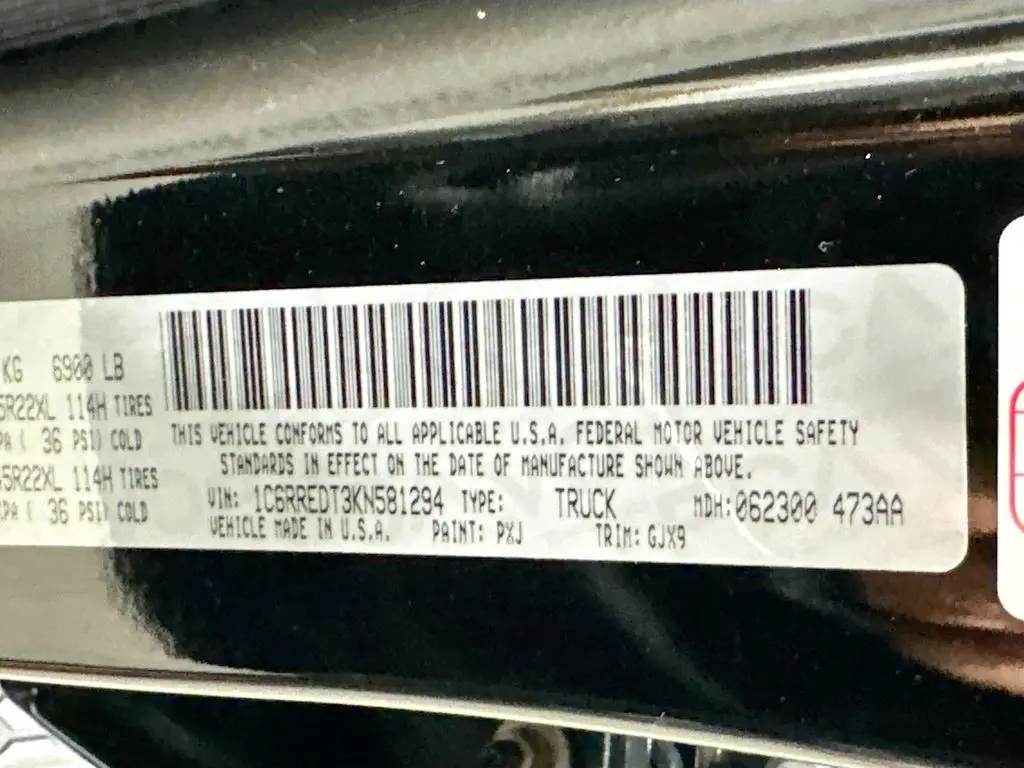 KG 6900 LB
5R22XL 114H TIRES
PA ( 36 PSI) COLD
5R22XL 114H TIRES
PA ( 36 PSI) COLD
THIS VEHICLE CONFORMS TO ALL APPLICABLE U.S.A. FEDERAL MOTOR VEHICLE SAFETY
STANDARDS IN EFFECT ON THE DATE OF MANUFACTURE SHOWN ABOVE.
VIN: 1C6RREDT3KN581294 TYPE: TRUCK MDH:062300 473AA
VEHICLE MADE IN U.S.A. PAINT: PXJ TRIM: GJX9